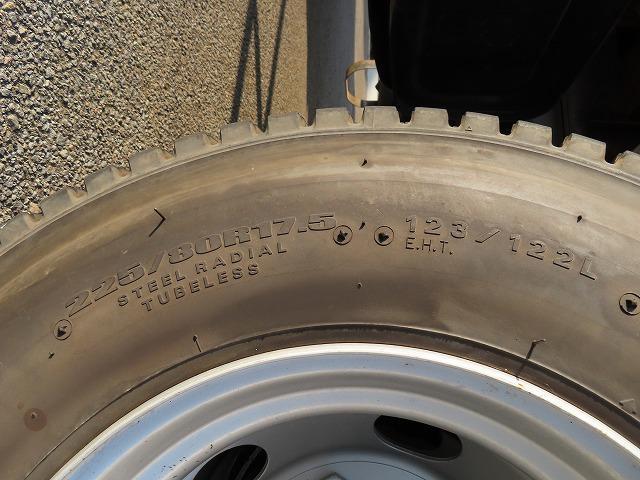 225/80R17.5
STEEL RADIAL
TUBELESS
123/122L
E.H.T.